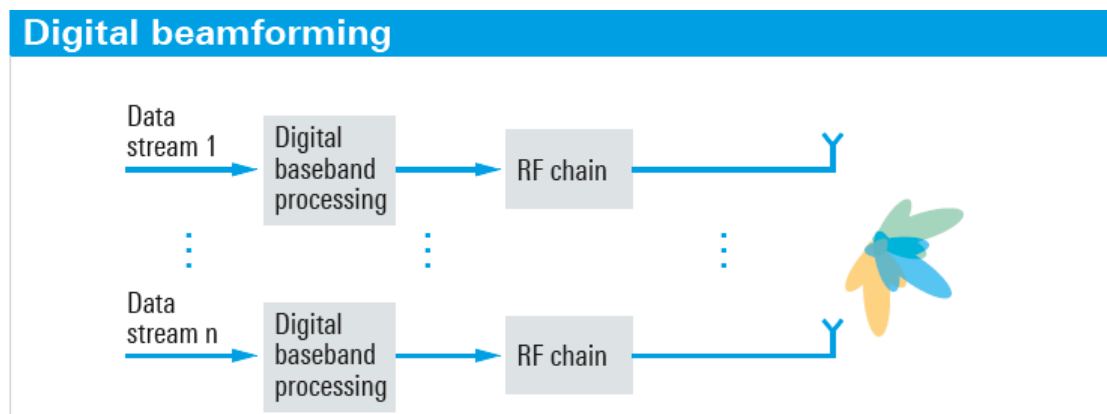 Digital beamforming
Data
stream 1
Digital
baseband
processing
RF chain
Data
stream n
Digital
baseband
processing
RF chain